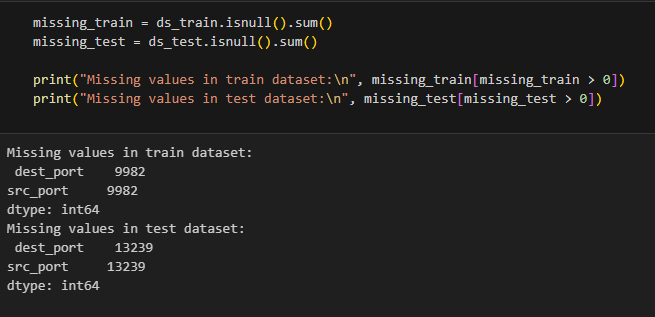 missing_train = ds_train.isnull().sum()
missing_test = ds_test.isnull().sum()
print("Missing values in train dataset:\n", missing_train[missing_train > 0])
print("Missing values in test dataset:\n", missing_test[missing_test > 0])
Missing values in train dataset:
 dest_port    9982
src_port     9982
dtype: int64
Missing values in test dataset:
 dest_port    13239
src_port     13239
dtype: int64